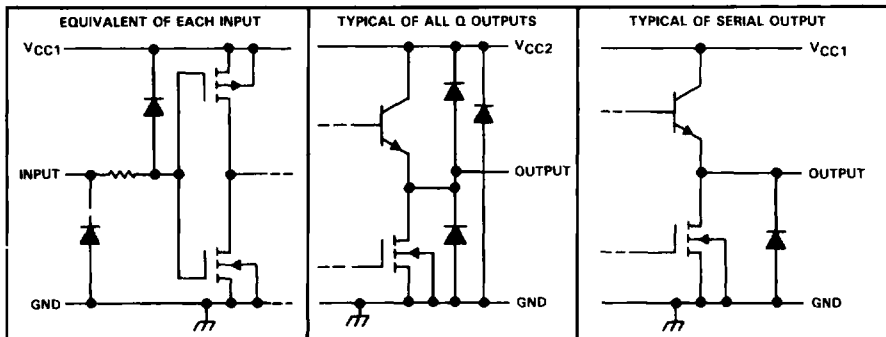 EQUIVALENT OF EACH INPUT
VCC1
INPUT
GND
TYPICAL OF ALL Q OUTPUTS
VCC2
OUTPUT
GND
TYPICAL OF SERIAL OUTPUT
VCC1
OUTPUT
GND